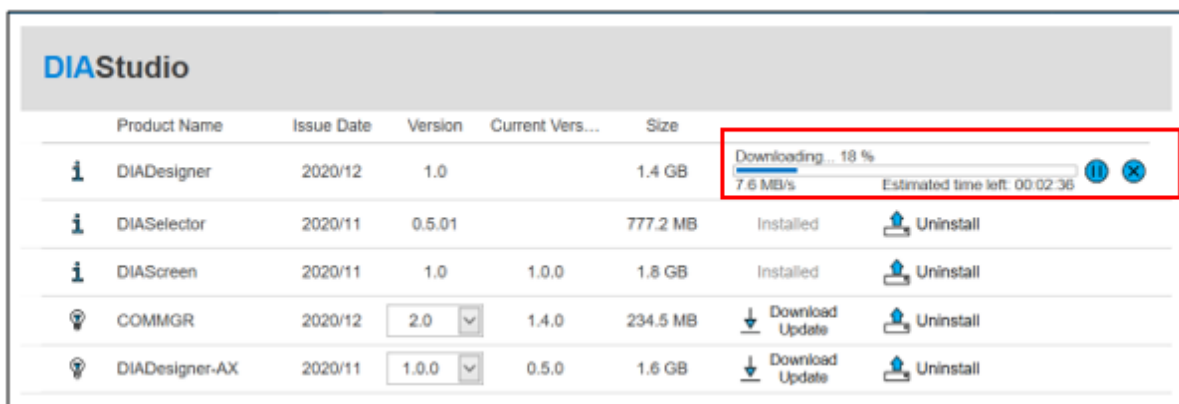 DIAStudio
Product Name Issue Date Version Current Vers... Size
DIADesigner 2020/12 1.0 1.4 GB Downloading... 18 %
7.6 MB/s Estimated time left: 00:02:36
DIASelector 2020/11 0.5.01 777.2 MB Installed Uninstall
DIAScreen 2020/11 1.0 1.0.0 1.8 GB Installed Uninstall
COMMGR 2020/12 2.0 1.4.0 234.5 MB Download Update Uninstall
DIADesigner-AX 2020/11 1.0.0 0.5.0 1.6 GB Download Update Uninstall